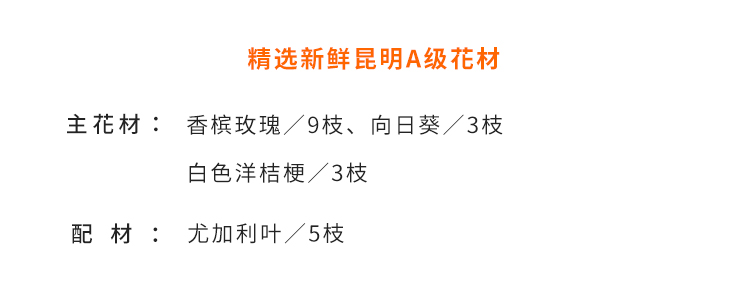 精选新鲜昆明A级花材
主花材：香槟玫瑰／9枝、向日葵／3枝
白色洋桔梗／3枝
配材：尤加利叶／5枝